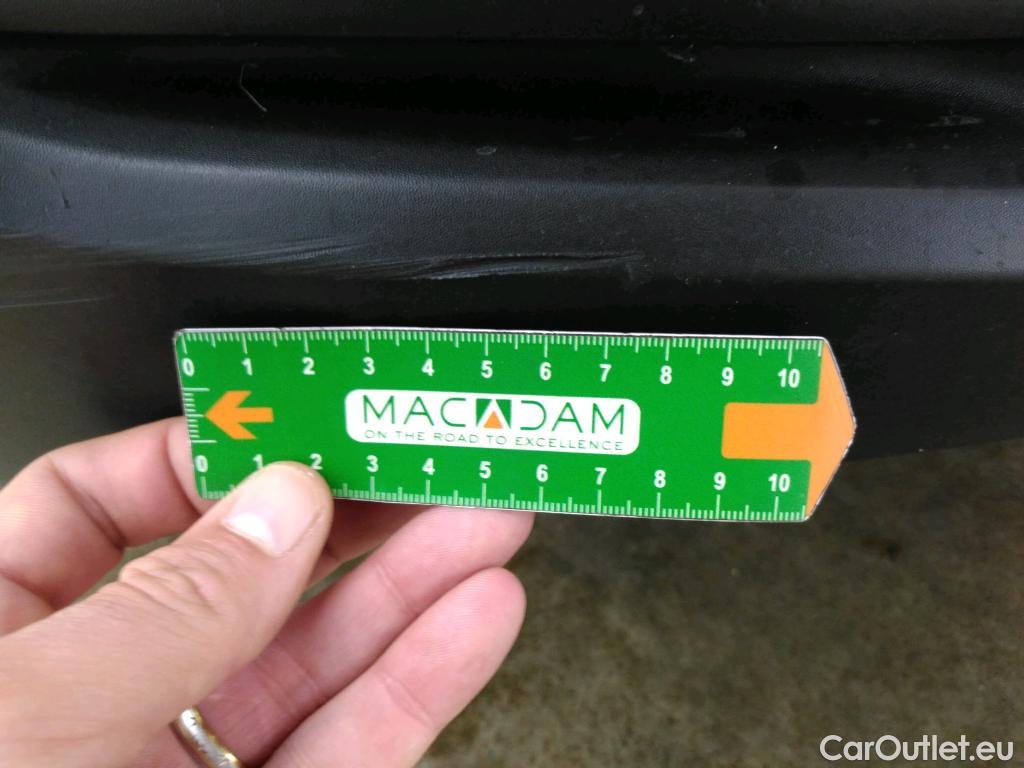 0 1 2 3 4 5 6 7 8 9 10
MACADAM
ON THE ROAD TO EXCELLENCE
0 1 2 3 4 5 6 7 8 9 10
CarOutlet.eu